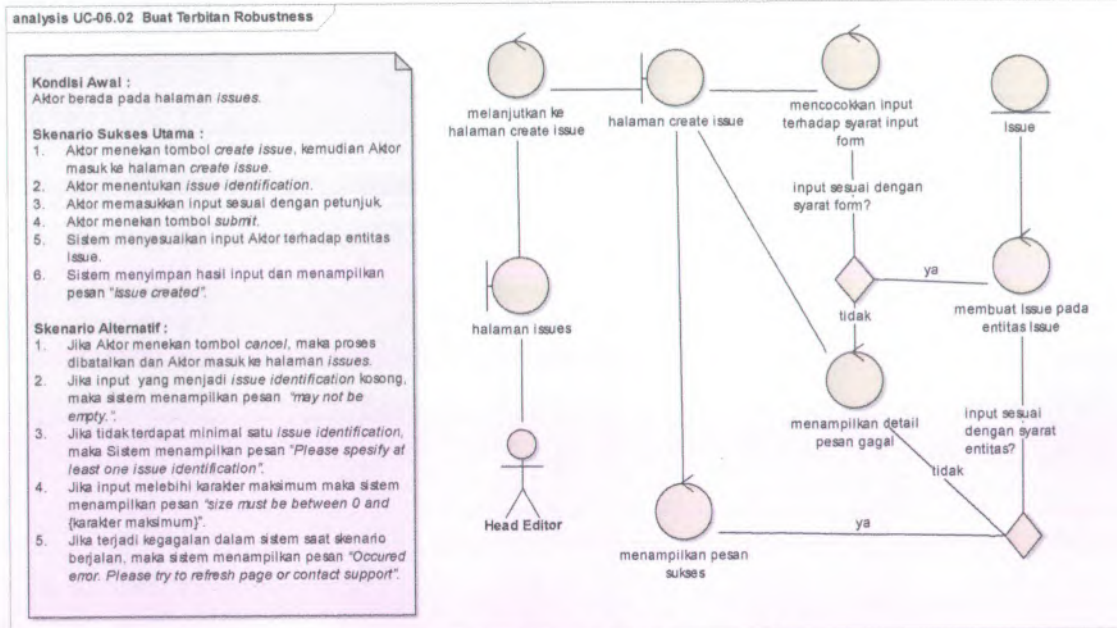 analysis UC-06.02 Buat Terbitan Robustness
Kondisi Awal :
Aktor berada pada halaman issues.
Skenario Sukses Utama :
1. Aktor menekan tombol create issue, kemudian Aktor
masuk ke halaman create issue.
2. Aktor menentukan issue identification.
3. Aktor memasukkan input sesuai dengan petunjuk.
4. Aktor menekan tombol submit.
5. Sistem menyesuaikan input Aktor terhadap entitas
Issue.
6. Sistem menyimpan hasil input dan menampilkan
pesan "issue created".
Skenario Alternatif :
1. Jika Aktor menekan tombol cancel, maka proses
dibatalkan dan Aktor masuk ke halaman issues.
2. Jika input yang menjadi issue identification kosong,
maka sistem menampilkan pesan "may not be
empty.".
3. Jika tidak terdapat minimal satu issue identification,
maka Sistem menampilkan pesan "Please spesify at
least one issue identification".
4. Jika input melebihi karakter maksimum maka sistem
menampilkan pesan "size must be between 0 and
{karakter maksimum}".
5. Jika terjadi kegagalan dalam sistem saat skenario
berjalan, maka sistem menampilkan pesan "Occured
error. Please try to refresh page or contact support".
melanjutkan ke
halaman create issue
halaman create issue
mencocokkan input
terhadap syarat input
form
Issue
input sesuai dengan
syarat form?
ya
tidak
halaman issues
membuat Issue pada
entitas Issue
menampilkan detail
pesan gagal
input sesuai
dengan syarat
entitas?
tidak
Head Editor
ya
menampilkan pesan
sukses